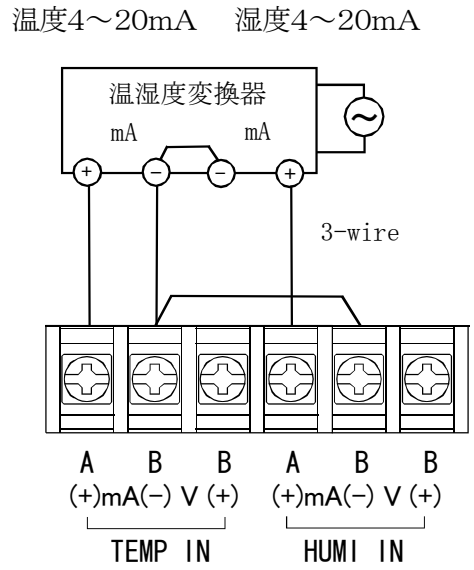 温度4～20mA 湿度4～20mA
温湿度変換器
mA mA
+ − − +
3-wire
A B B A B B
(+)mA(−) V (+) (+)mA(−) V (+)
TEMP IN HUMI IN